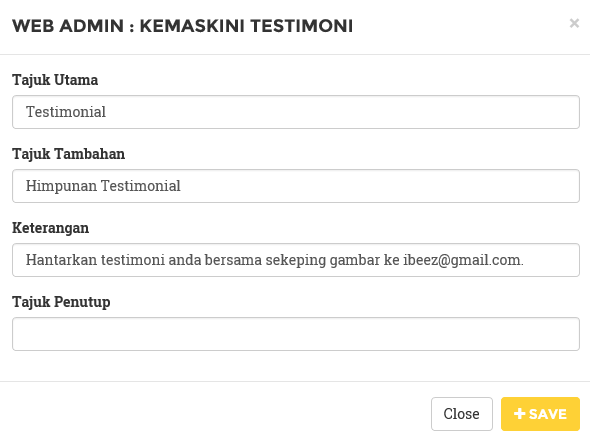 WEB ADMIN : KEMASKINI TESTIMONI ×
Tajuk Utama
Testimonial
Tajuk Tambahan
Himpunan Testimonial
Keterangan
Hantarkan testimoni anda bersama sekeping gambar ke ibeez@gmail.com.
Tajuk Penutup
Close +SAVE